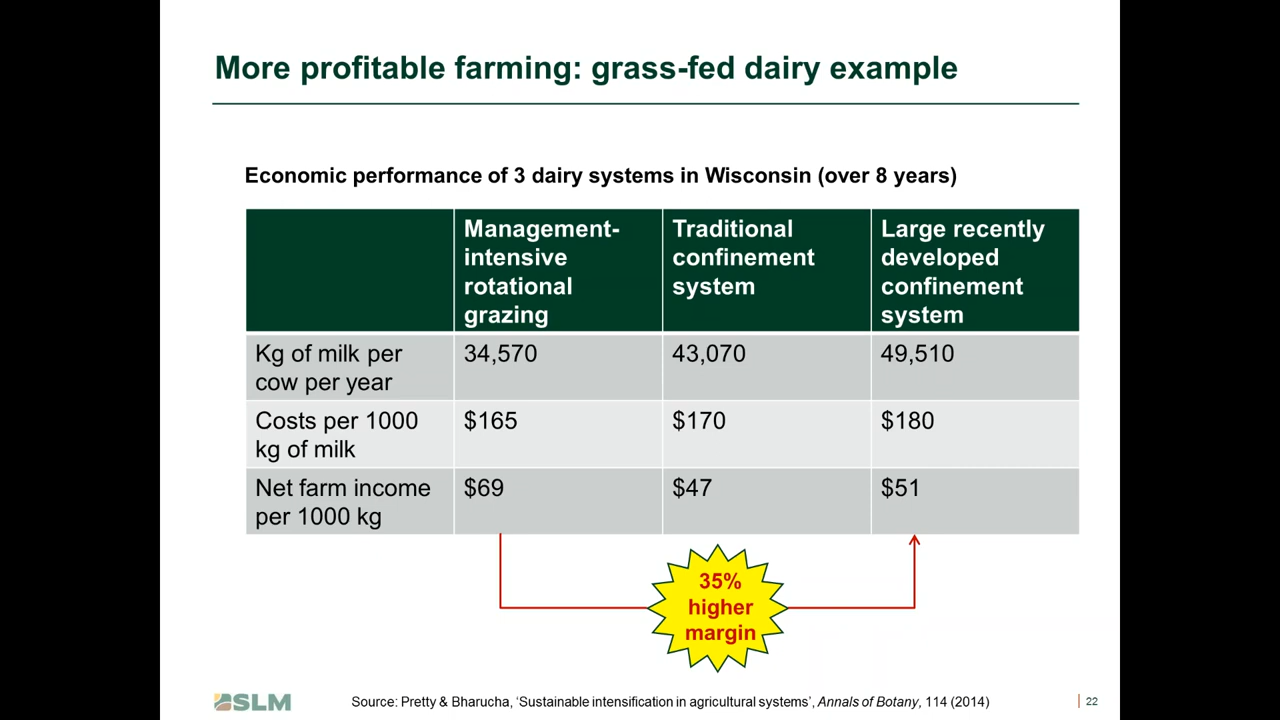 More profitable farming: grass-fed dairy example
Economic performance of 3 dairy systems in Wisconsin (over 8 years)
Management-
intensive
rotational
grazing
Traditional
confinement
system
Large recently
developed
confinement
system
Kg of milk per
cow per year
34,570
43,070
49,510
Costs per 1000
kg of milk
$165
$170
$180
Net farm income
per 1000 kg
$69
$47
$51
35%
higher
margin
SLM
Source: Pretty & Bharucha, ‘Sustainable intensification in agricultural systems’, Annals of Botany, 114 (2014)
22